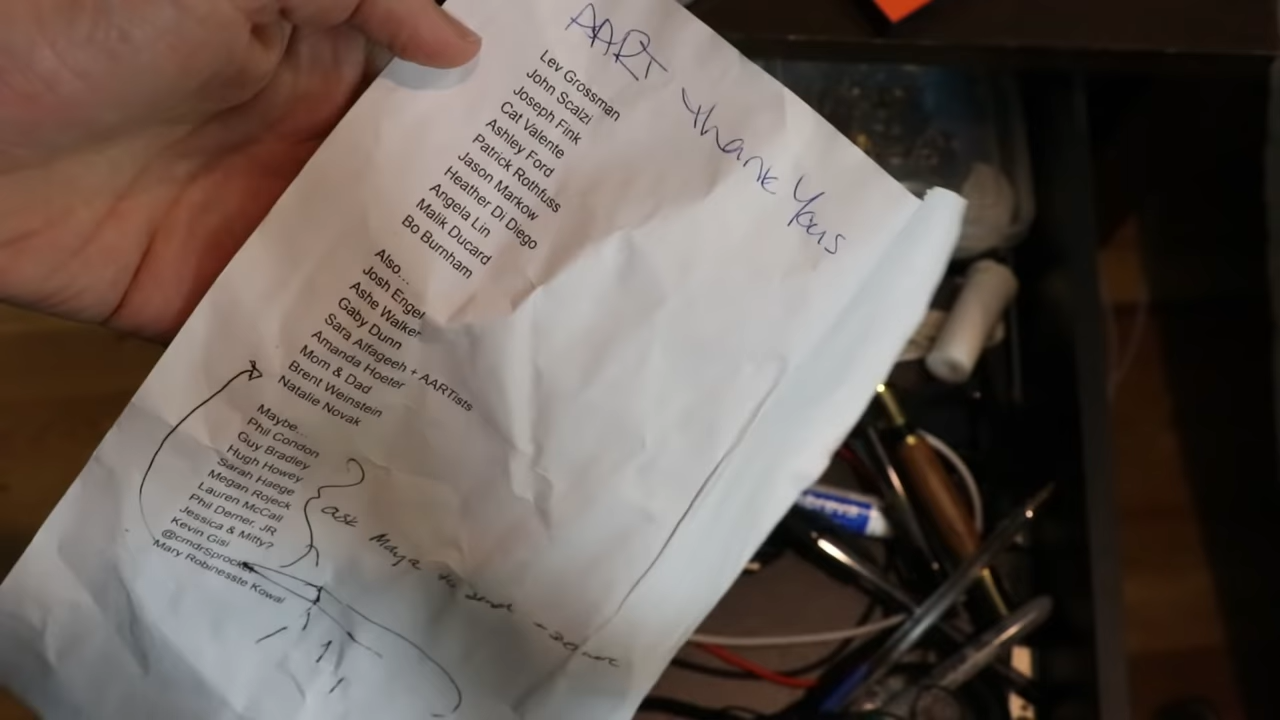 AART Thank Yous
Lev Grossman
John Scalzi
Joseph Fink
Cat Valente
Ashley Ford
Patrick Rothfuss
Jason Markow
Heather Di Diego
Angela Lin
Malik Ducard
Bo Burnham
Also...
Josh Engel
Ashe Walker
Gaby Dunn
Sara Alfageeh + AARTists
Amanda Hoefer
Mom & Dad
Brent Weinstein
Natalie Novak
Maybe...
Phil Condon
Guy Bradley
Hugh Howey
Sarah Haege
Megan Rojeck
Lauren McCall
Phil Demer, JR
Jessica & Mitty?
Kevin Gisi
@cmdrSprocket
Mary Robinesste Kowal
ask Maya to send